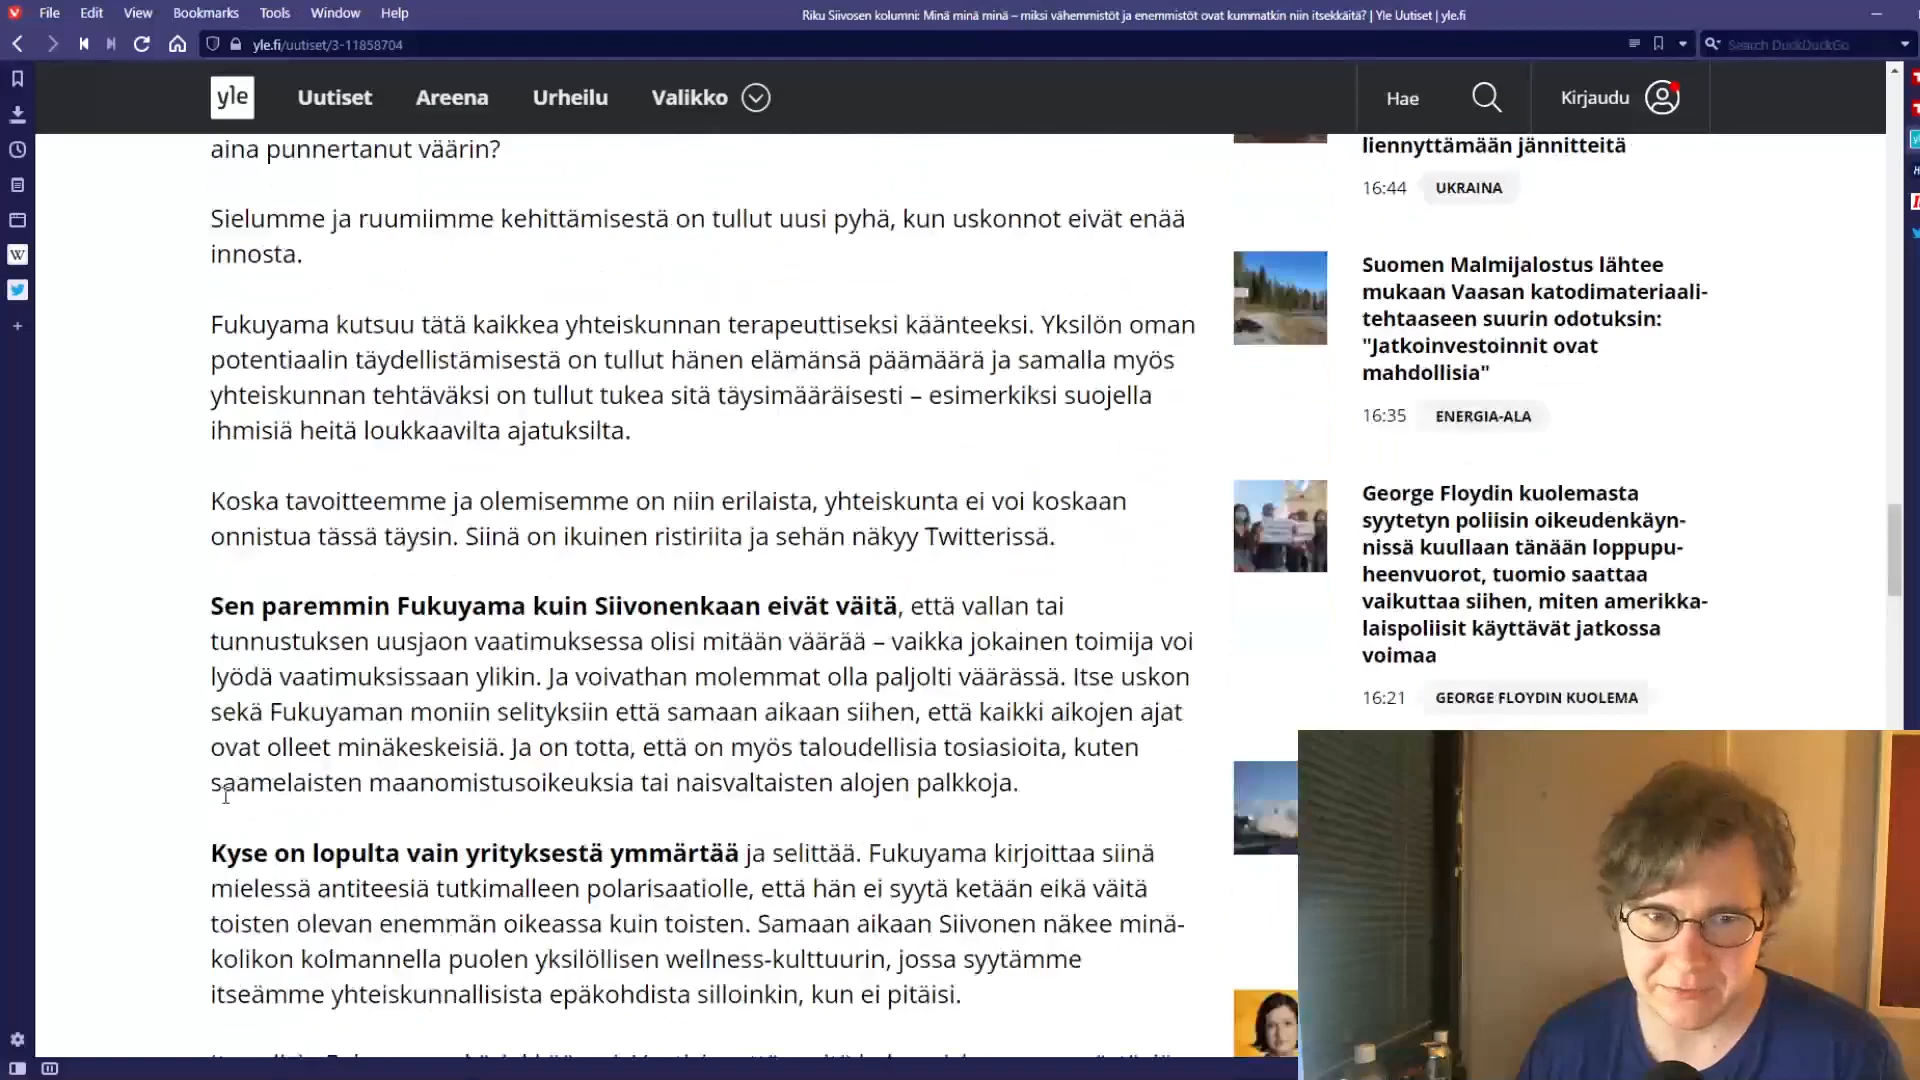 File Edit View Bookmarks Tools Window Help
Riku Siivosen kolumni: Minä minä minä – miksi vähemmistöt ja enemmistöt ovat kummatkin niin itsekkäitä? | Yle Uutiset | yle.fi
yle.fi/uutiset/3-11858704
Search DuckDuckGo
yle Uutiset Areena Urheilu Valikko Hae Kirjaudu
aina punnertanut väärin?
Sielumme ja ruumiimme kehittämisestä on tullut uusi pyhä, kun uskonnot eivät enää
innosta.
Fukuyama kutsuu tätä kaikkea yhteiskunnan terapeuttiseksi käänteeksi. Yksilön oman
potentiaalin täydellistämisestä on tullut hänen elämänsä päämäärä ja samalla myös
yhteiskunnan tehtäväksi on tullut tukea sitä täysimääräisesti – esimerkiksi suojella
ihmisiä heitä loukkaavilta ajatuksilta.
Koska tavoitteemme ja olemisemme on niin erilaista, yhteiskunta ei voi koskaan
onnistua tässä täysin. Siinä on ikuinen ristiriita ja sehän näkyy Twitterissä.
Sen paremmin Fukuyama kuin Siivonenkaan eivät väitä, että vallan tai
tunnustuksen uusjaon vaatimuksessa olisi mitään väärää – vaikka jokainen toimija voi
lyödä vaatimuksissaan ylikin. Ja voivathan molemmat olla paljolti väärässä. Itse uskon
sekä Fukuyaman moniin selityksiin että samaan aikaan siihen, että kaikki aikojen ajat
ovat olleet minäkeskeisiä. Ja on totta, että on myös taloudellisia tosiasioita, kuten
saamelaisten maanomistusoikeuksia tai naisvaltaisten alojen palkkoja.
Kyse on lopulta vain yrityksestä ymmärtää ja selittää. Fukuyama kirjoittaa siinä
mielessä antiteesiä tutkimalleen polarisaatiolle, että hän ei syytä ketään eikä väitä
toisten olevan enemmän oikeassa kuin toisten. Samaan aikaan Siivonen näkee minä-
kolikon kolmannella puolen yksilöllisen wellness-kulttuurin, jossa syytämme
itseämme yhteiskunnallisista epäkohdista silloinkin, kun ei pitäisi.
liennyttämään jännitteitä
16:44 UKRAINA
Suomen Malmijalostus lähtee
mukaan Vaasan katodimateriaali-
tehtaaseen suurin odotuksin:
"Jatkoinvestoinnit ovat
mahdollisia"
16:35 ENERGIA-ALA
George Floydin kuolemasta
syytetyn poliisin oikeudenkäyn-
nissä kuullaan tänään loppupu-
heenvuorot, tuomio saattaa
vaikuttaa siihen, miten amerikka-
laispoliisit käyttävät jatkossa
voimaa
16:21 GEORGE FLOYDIN KUOLEMA